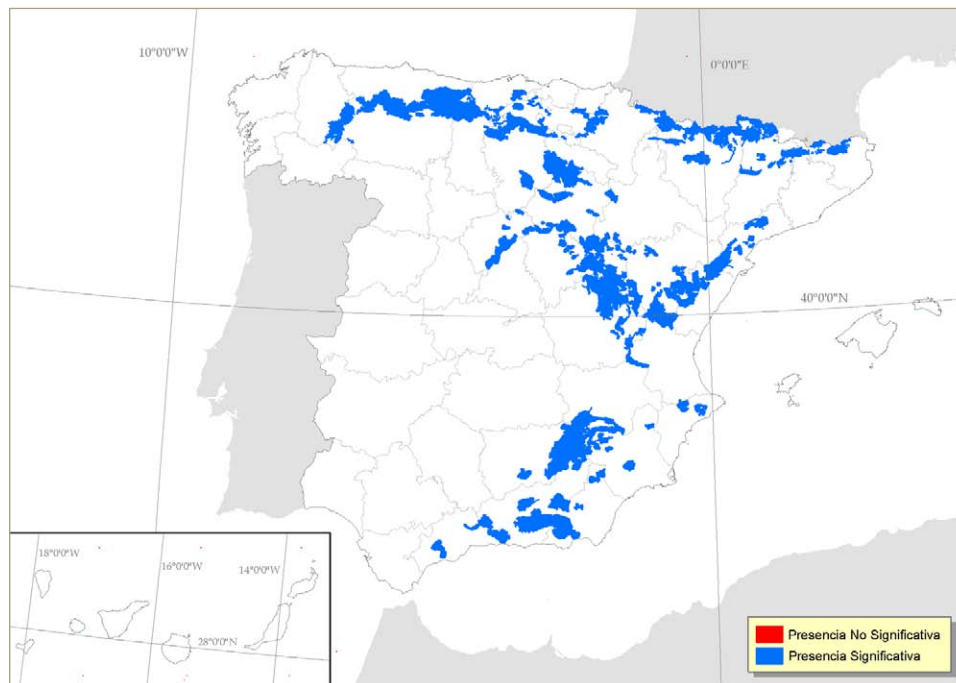 10°0'0"W
0°0'0"E
40°0'0"N
18°0'0"W
16°0'0"W
14°0'0"W
28°0'0"N
Presencia No Significativa
Presencia Significativa